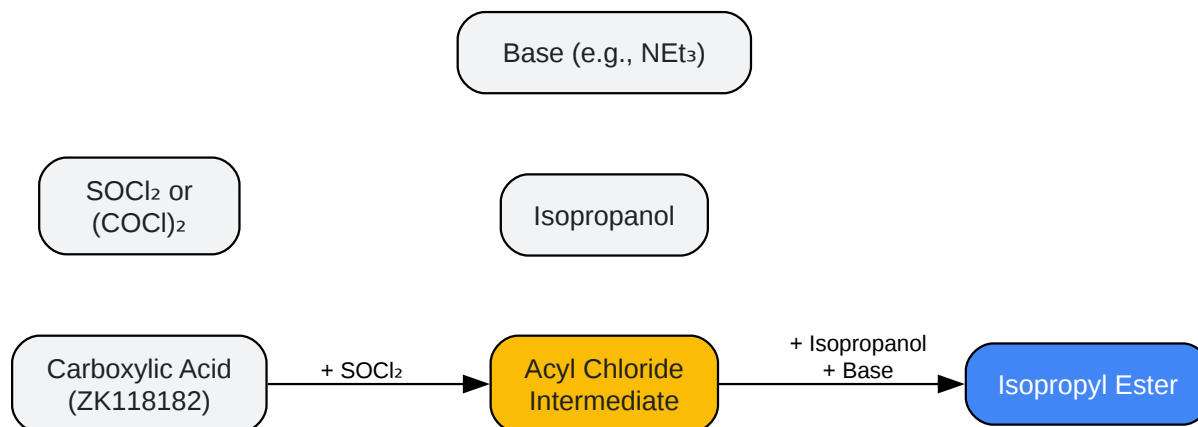 Base (e.g., NEt₃)
SOCl₂ or
(COCl)₂
Isopropanol
Carboxylic Acid
(ZK118182)
+ SOCl₂
Acyl Chloride
Intermediate
+ Isopropanol
+ Base
Isopropyl Ester